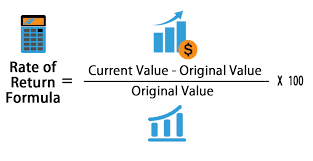 $
Rate of
Return
Formula
=
Current Value - Original Value
Original Value
X 100